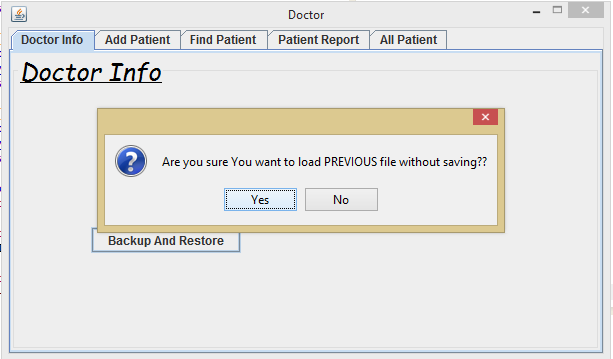 Doctor
Doctor Info Add Patient Find Patient Patient Report All Patient
Doctor Info
Are you sure You want to load PREVIOUS file without saving??
Yes No
Backup And Restore